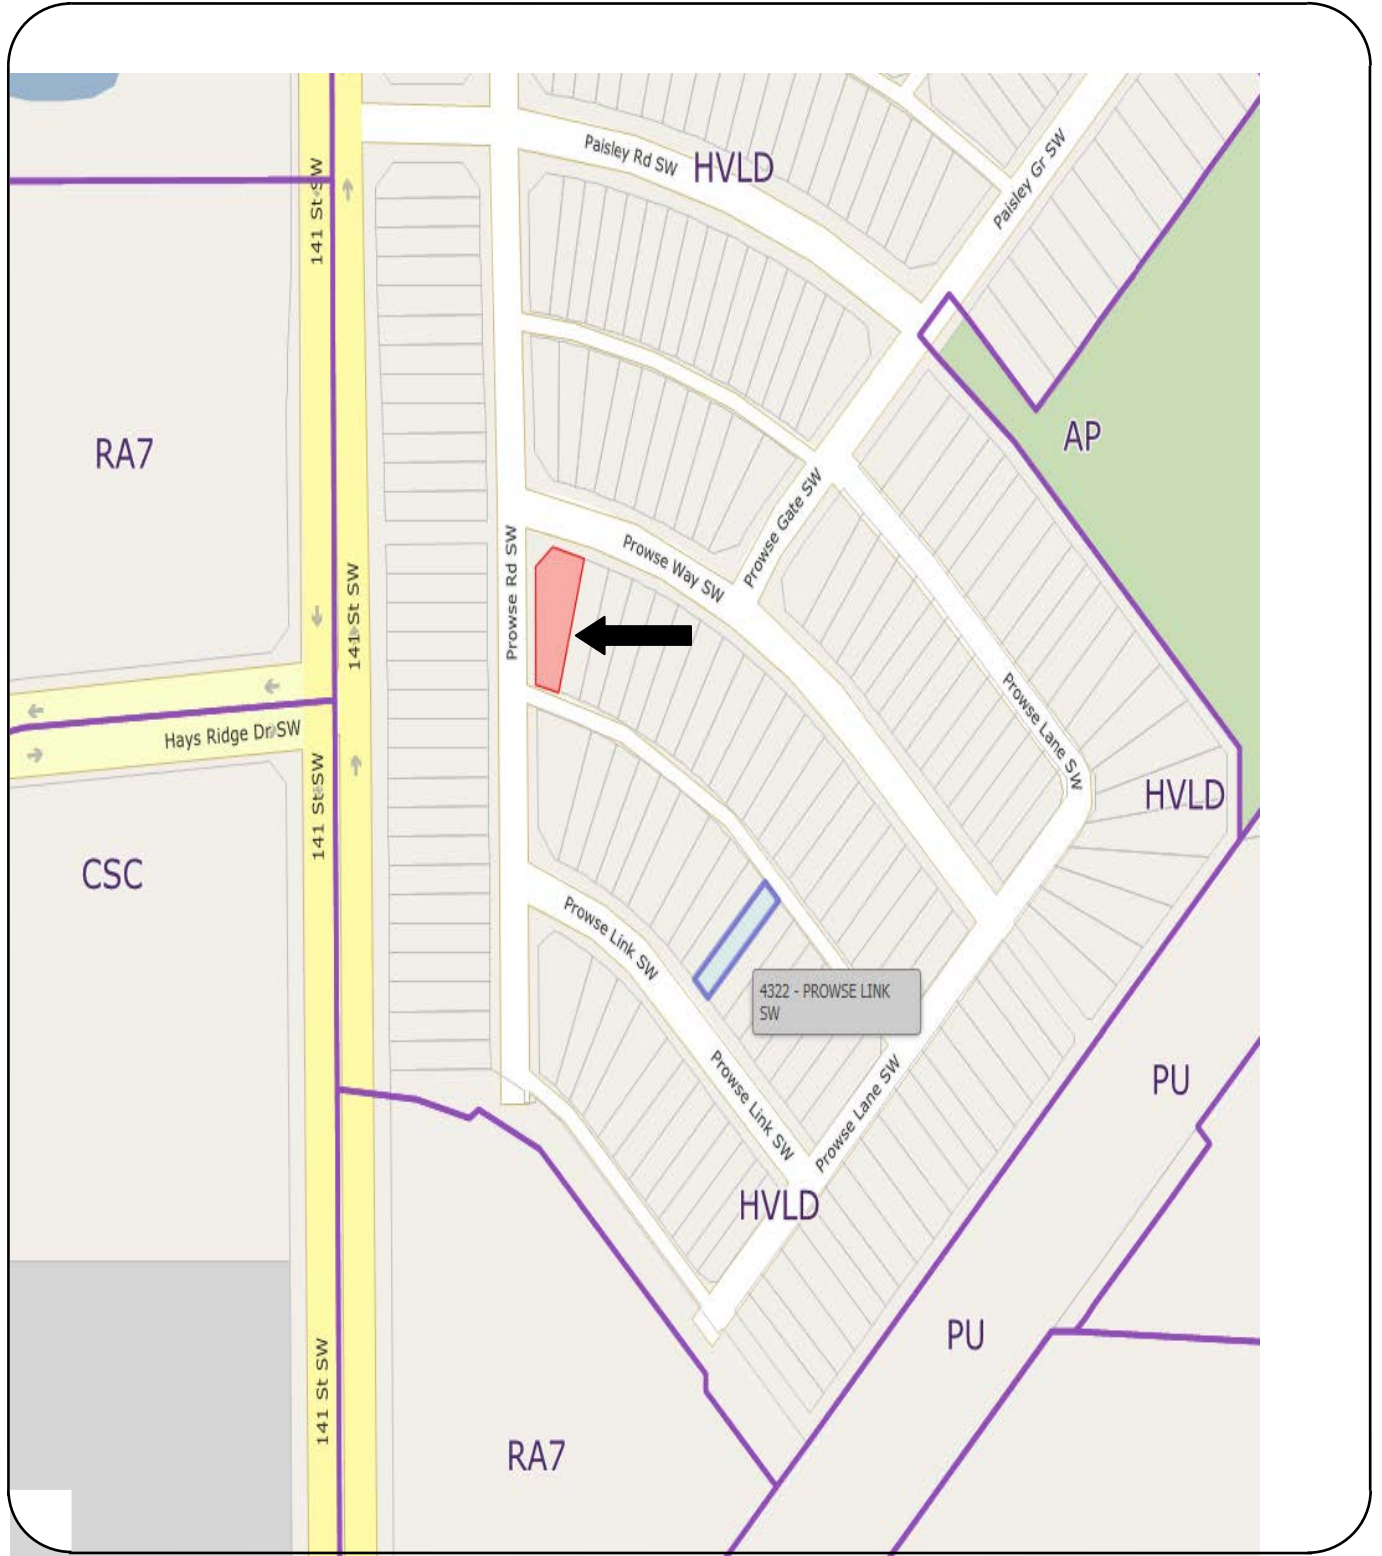 Paisley Rd SW
HVLD
Paisley Gr SW
141 St SW
RA7
AP
Prowse Gate SW
Prowse Rd SW
Prowse Way SW
141 St SW
Prowse Lane SW
Hays Ridge Dr SW
141 St SW
HVLD
CSC
Prowse Link SW
4322 - PROWSE LINK
SW
Prowse Link SW
Prowse Lane SW
PU
HVLD
PU
141 St SW
RA7